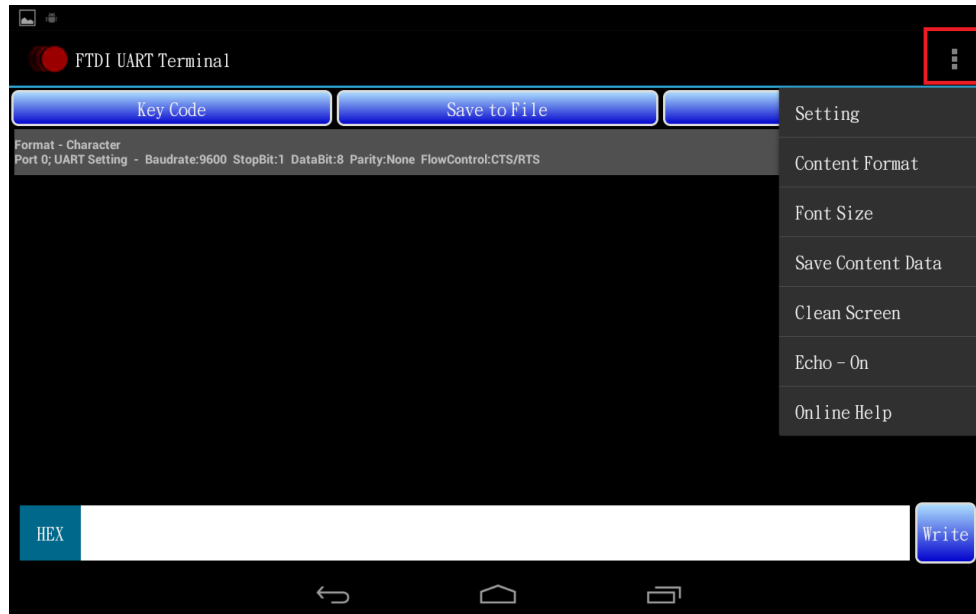 FTDI UART Terminal
Key Code
Save to File
Format - Character
Port 0; UART Setting - Baudrate:9600 StopBit:1 DataBit:8 Parity:None FlowControl:CTS/RTS
Setting
Content Format
Font Size
Save Content Data
Clean Screen
Echo - On
Online Help
HEX
Write